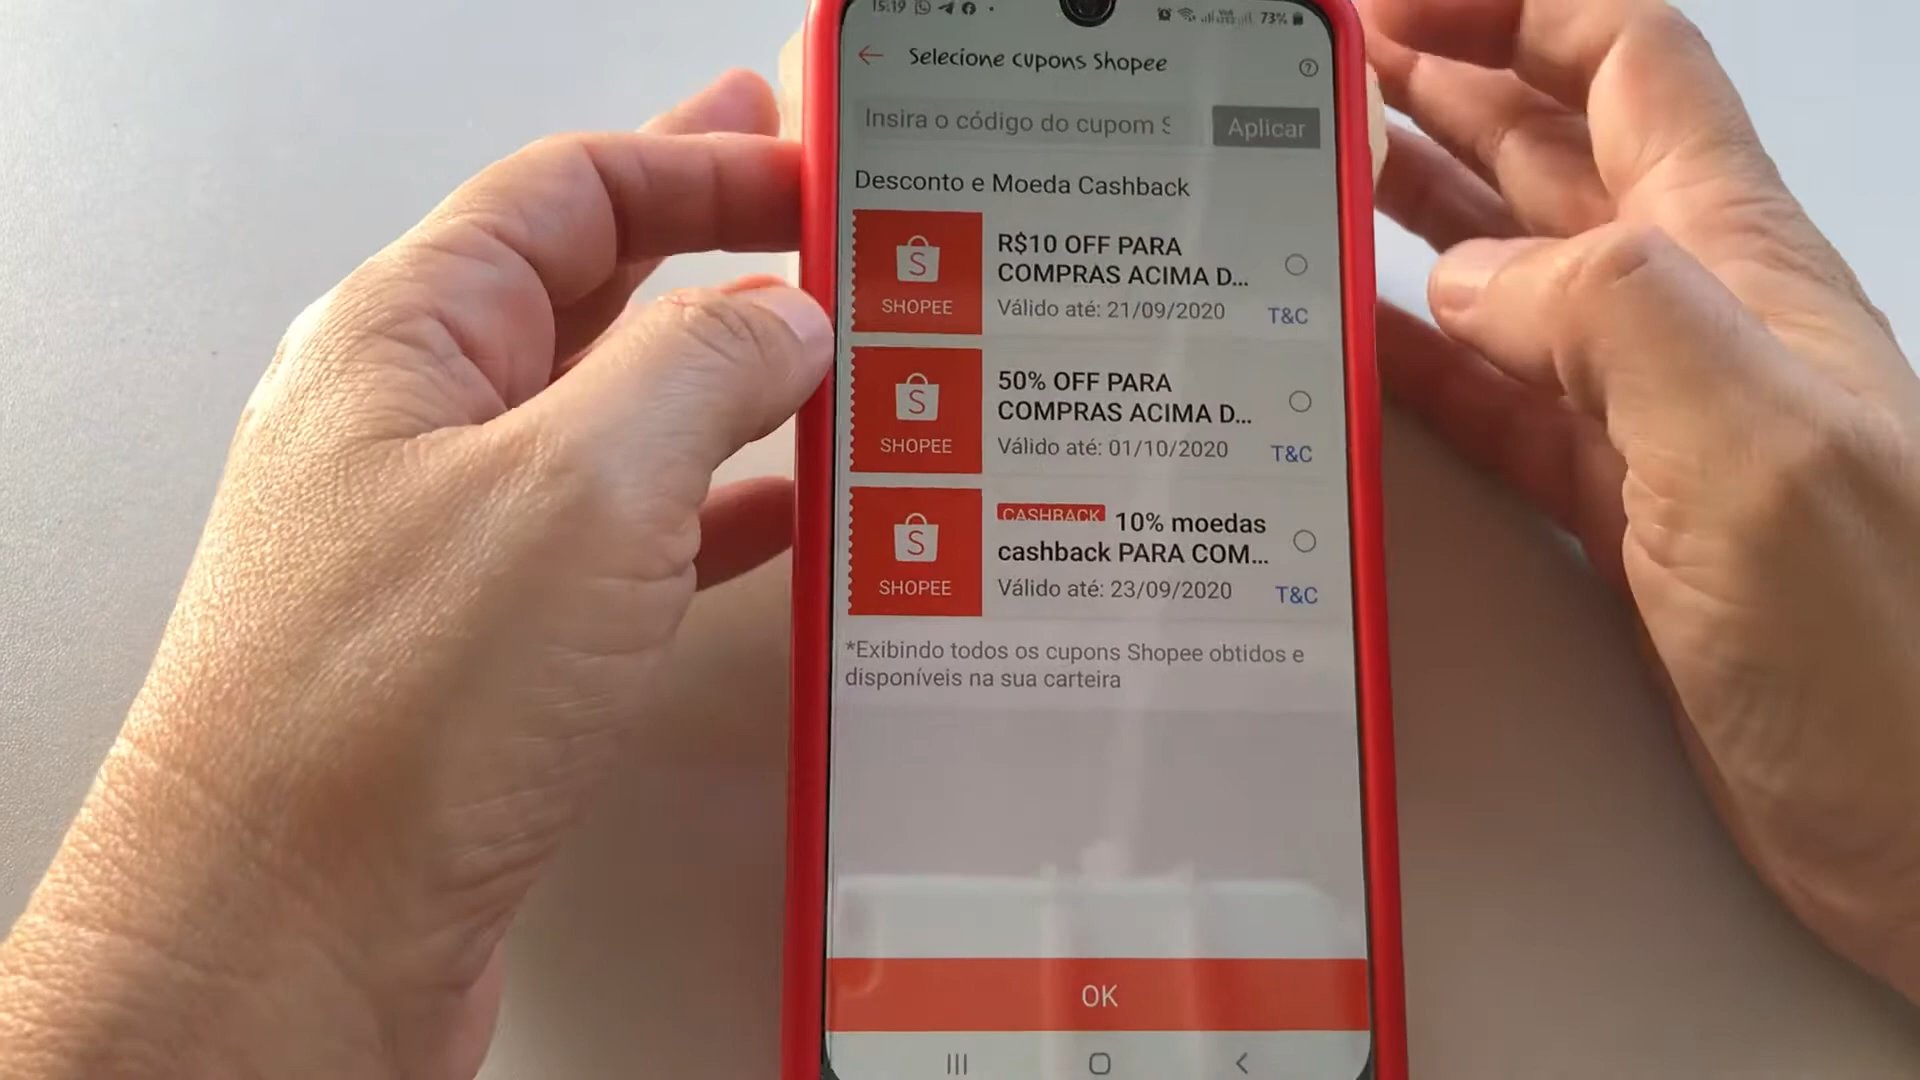 15:19
73%
Selecione cupons Shopee
Insira o código do cupom S
Aplicar
Desconto e Moeda Cashback
SHOPEE
R$10 OFF PARA
COMPRAS ACIMA D...
Válido até: 21/09/2020
T&C
SHOPEE
50% OFF PARA
COMPRAS ACIMA D...
Válido até: 01/10/2020
T&C
SHOPEE
CASHBACK 10% moedas
cashback PARA COM...
Válido até: 23/09/2020
T&C
*Exibindo todos os cupons Shopee obtidos e
disponíveis na sua carteira
OK